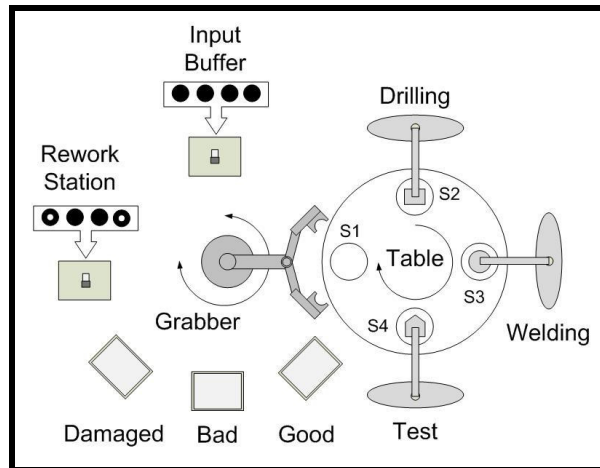 Input
Buffer
Drilling
Rework
Station
S2
S1
Table
S3
Grabber
S4
Welding
Damaged
Bad
Good
Test